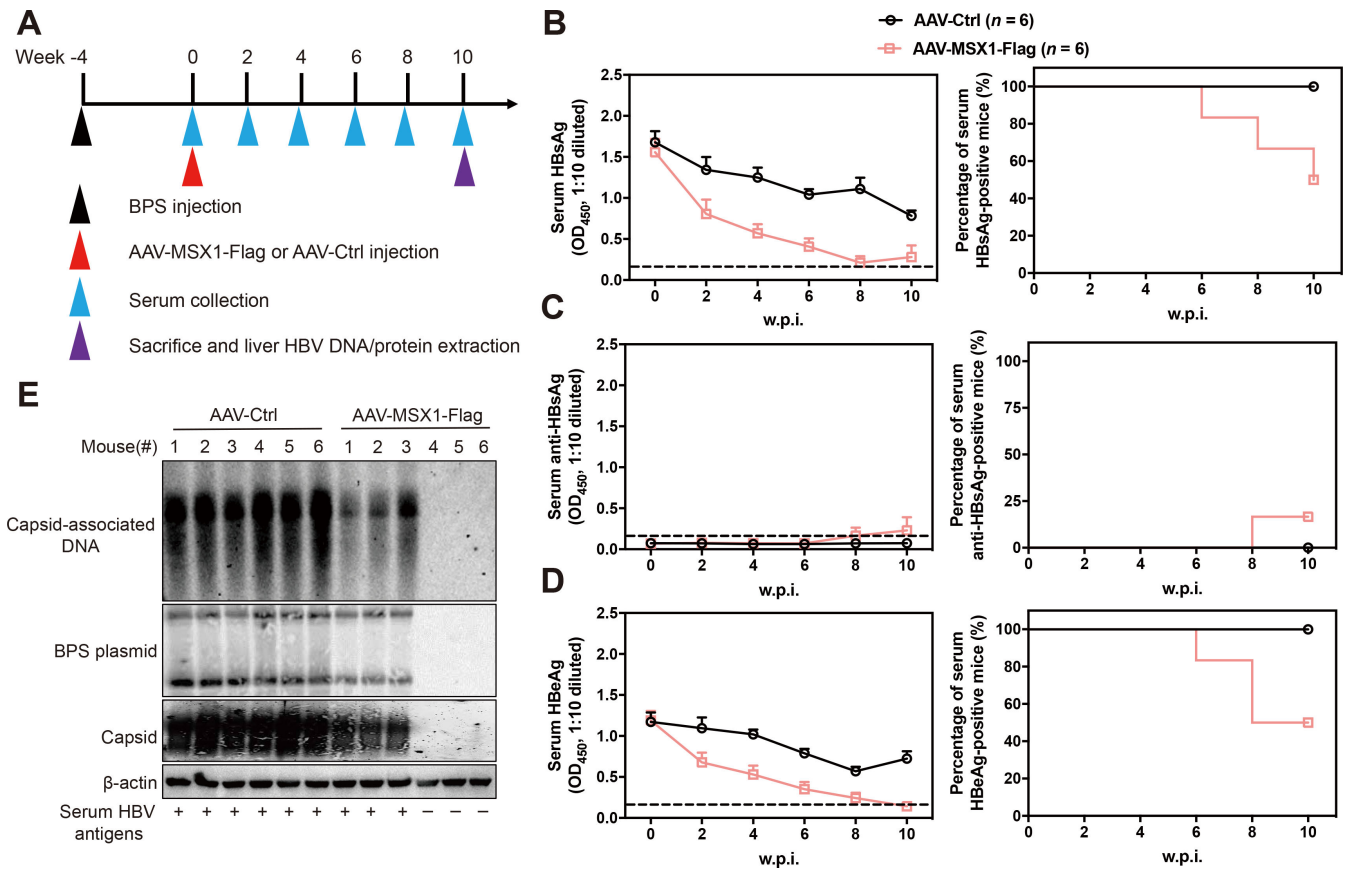 A
Week -4 0 2 4 6 8 10
BPS injection
AAV-MSX1-Flag or AAV-Ctrl injection
Serum collection
Sacrifice and liver HBV DNA/protein extraction
B
AAV-Ctrl (n = 6)
AAV-MSX1-Flag (n = 6)
Serum HBsAg
(OD450, 1:10 diluted)
2.5
2.0
1.5
1.0
0.5
0.0
0 2 4 6 8 10
w.p.i.
Percentage of serum
HBsAg-positive mice (%)
100
80
60
40
20
0
0 2 4 6 8 10
w.p.i.
C
Serum anti-HBsAg
(OD450, 1:10 diluted)
2.5
2.0
1.5
1.0
0.5
0.0
0 2 4 6 8 10
w.p.i.
Percentage of serum
anti-HBsAg-positive mice (%)
100
75
50
25
0
0 2 4 6 8 10
w.p.i.
D
Serum HBeAg
(OD450, 1:10 diluted)
2.5
2.0
1.5
1.0
0.5
0.0
0 2 4 6 8 10
w.p.i.
Percentage of serum
HBeAg-positive mice (%)
100
80
60
40
20
0
0 2 4 6 8 10
w.p.i.
E
AAV-Ctrl AAV-MSX1-Flag
Mouse(#) 1 2 3 4 5 6 1 2 3 4 5 6
Capsid-associated
DNA
BPS plasmid
Capsid
β-actin
Serum HBV
antigens
+ + + + + + + + + − − −